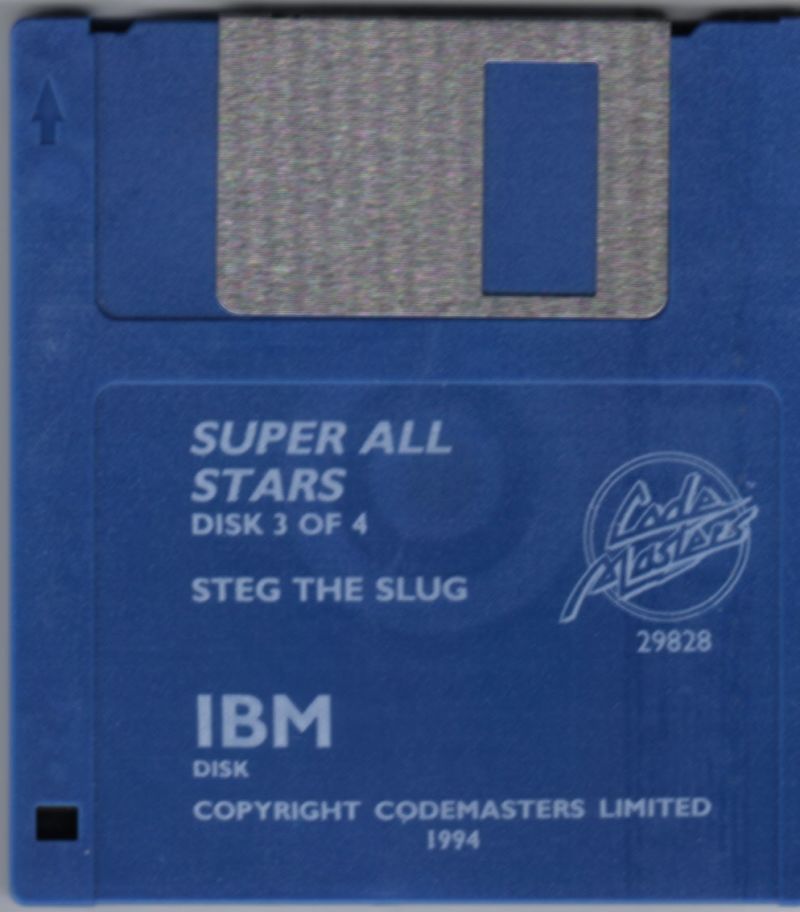 SUPER ALL
STARS
DISK 3 OF 4
STEG THE SLUG
Code
Masters
29828
IBM
DISK
COPYRIGHT CODEMASTERS LIMITED
1994